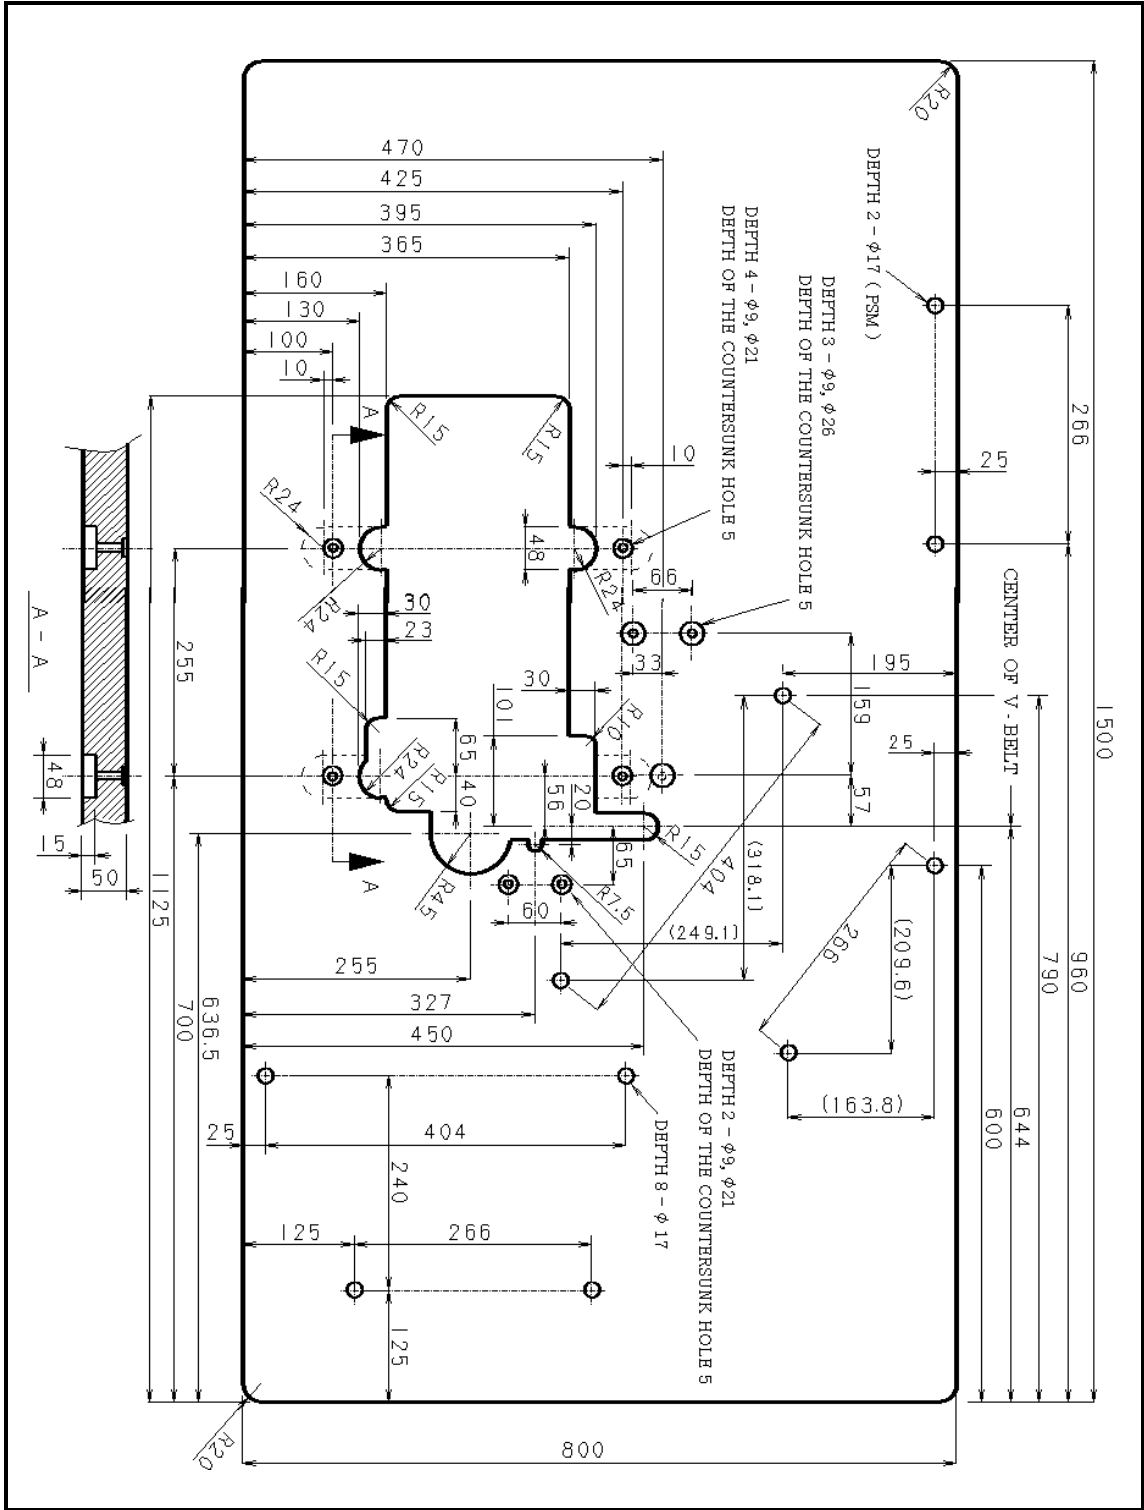 R20
470
425
395
365
160
130
100
10
DEPTH 2 - φ17 ( PSM )
DEPTH 3 - φ9, φ26
DEPTH OF THE COUNTERSUNK HOLE 5
DEPTH 4 - φ9, φ21
DEPTH OF THE COUNTERSUNK HOLE 5
266
25
A
R15
R15
10
R24
48
R24
R24
66
30
23
33
30
R15
101
R10
65
R24
R15
40
56
20
65
R15
CENTER OF V - BELT
195
159
25
57
1500
255
A - A
48
15
50
A
R45
60
R7.5
404
(318.1)
(249.1)
266
(209.6)
960
790
1125
700
636.5
255
327
450
(163.8)
644
600
DEPTH 2 - φ9, φ21
DEPTH OF THE COUNTERSUNK HOLE 5
DEPTH 8 - φ 17
25
404
240
125
266
125
R20
800